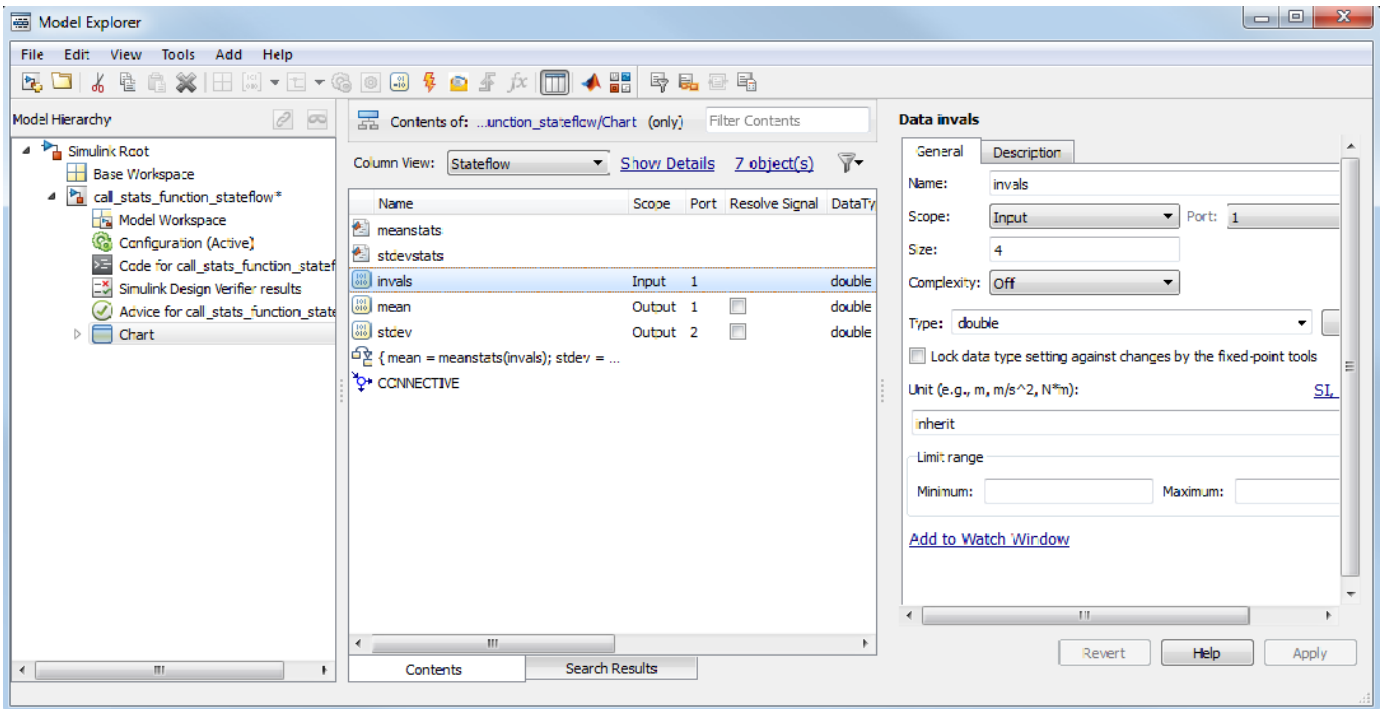 Model Explorer
File Edit View Tools Add Help
Model Hierarchy
Simulink Root
Base Workspace
call_stats_function_stateflow*
Model Workspace
Configuration (Active)
Code for call_stats_function_statef
Simulink Design Verifier results
Advice for call_stats_function_state
Chart
Contents of: ...unction_stateflow/Chart (only) Filter Contents
Column View: Stateflow Show Details 7 object(s)
Name Scope Port Resolve Signal DataTy
meanstats
stdevstats
invals Input 1 double
mean Output 1 double
stdev Output 2 double
{ mean = meanstats(invals); stdev = ...
CONNECTIVE
Contents Search Results
Data invals
General Description
Name: invals
Scope: Input Port: 1
Size: 4
Complexity: Off
Type: double
Lock data type setting against changes by the fixed-point tools
Unit (e.g., m, m/s^2, N*m): SI,
inherit
Limit range
Minimum: Maximum:
Add to Watch Window
Revert Help Apply